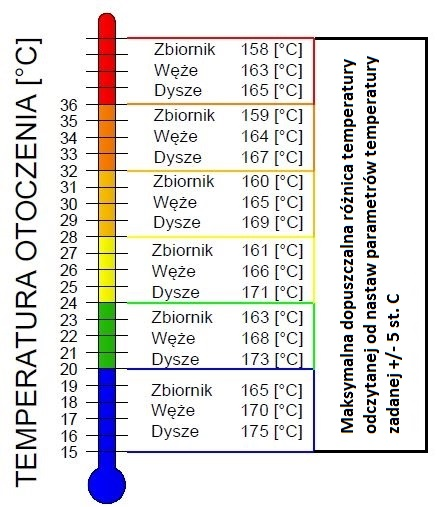 TEMPERATURA OTOCZENIA [°C]
Zbiornik 158 [°C]
Węże 163 [°C]
Dysze 165 [°C]
36
Zbiornik 159 [°C]
35
Węże 164 [°C]
34
33
Dysze 167 [°C]
32
31
Zbiornik 160 [°C]
30
Węże 165 [°C]
29
Dysze 169 [°C]
28
27
Zbiornik 161 [°C]
26
Węże 166 [°C]
25
Dysze 171 [°C]
24
23
Zbiornik 163 [°C]
22
Węże 168 [°C]
21
Dysze 173 [°C]
20
19
Zbiornik 165 [°C]
18
17
Węże 170 [°C]
16
Dysze 175 [°C]
15
Maksymalna dopuszczalna różnica temperatury
odczytanej od nastaw parametrów temperatury
zadanej +/- 5 st. C